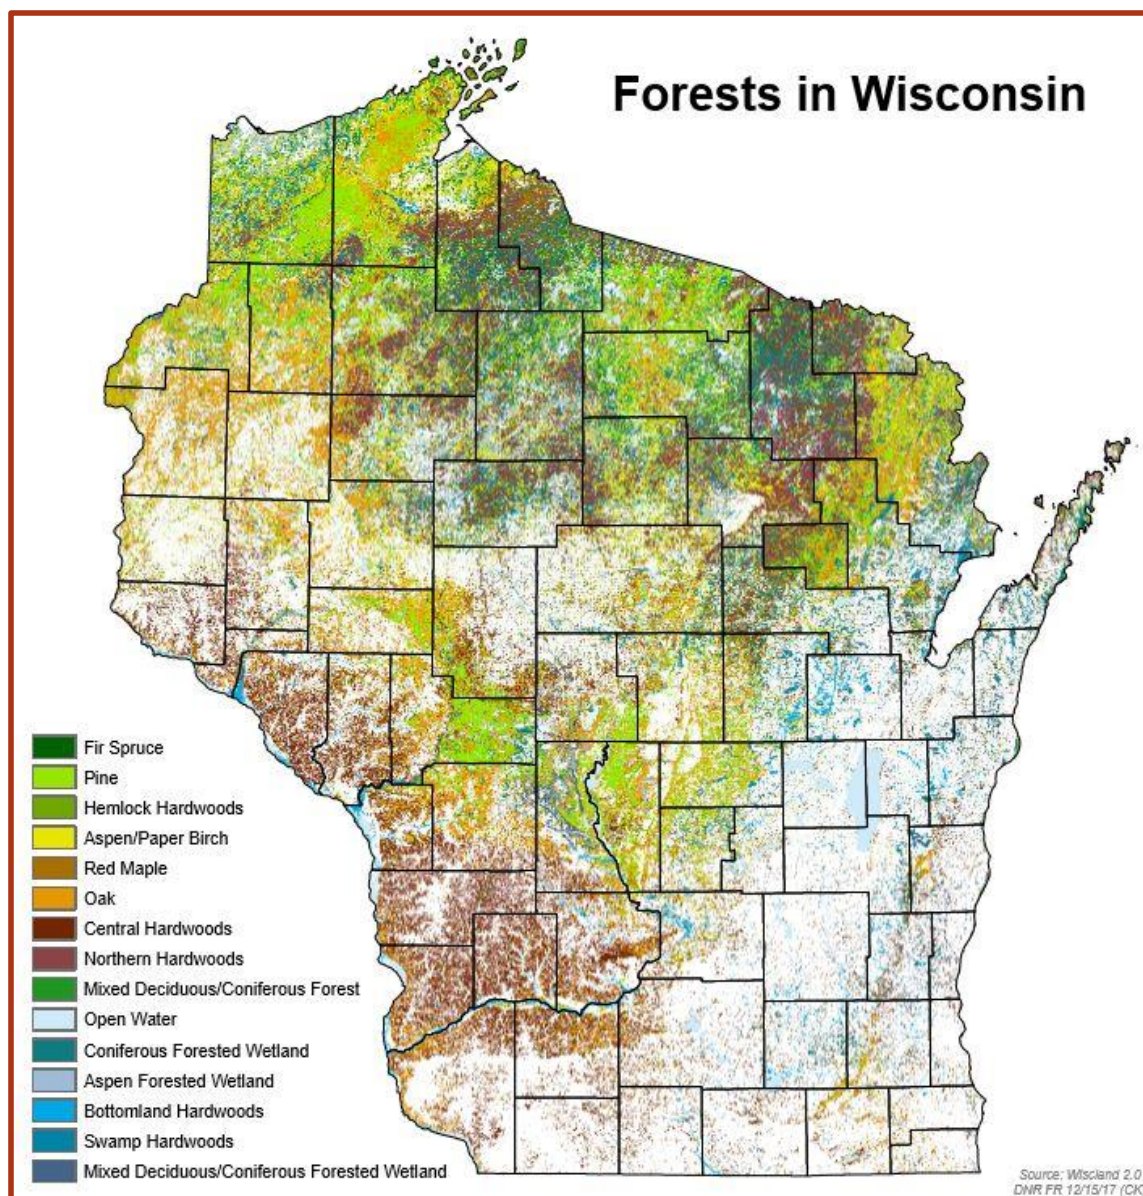 Forests in Wisconsin
Fir Spruce
Pine
Hemlock Hardwoods
Aspen/Paper Birch
Red Maple
Oak
Central Hardwoods
Northern Hardwoods
Mixed Deciduous/Coniferous Forest
Open Water
Coniferous Forested Wetland
Aspen Forested Wetland
Bottomland Hardwoods
Swamp Hardwoods
Mixed Deciduous/Coniferous Forested Wetland
Source: Wiscland 2.0
DNR FR 12/15/17 (CK